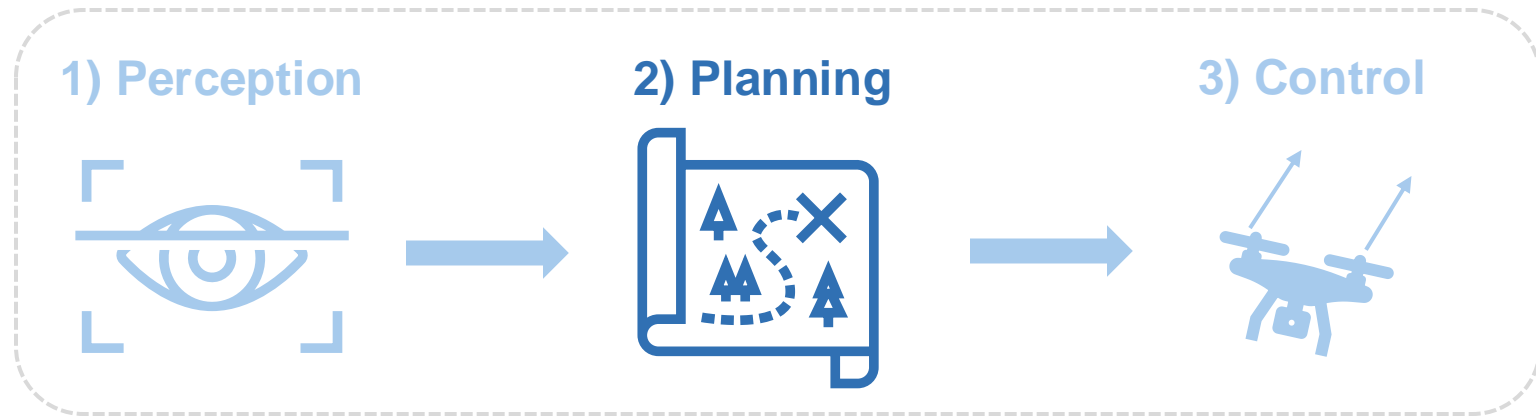 1) Perception
2) Planning
3) Control